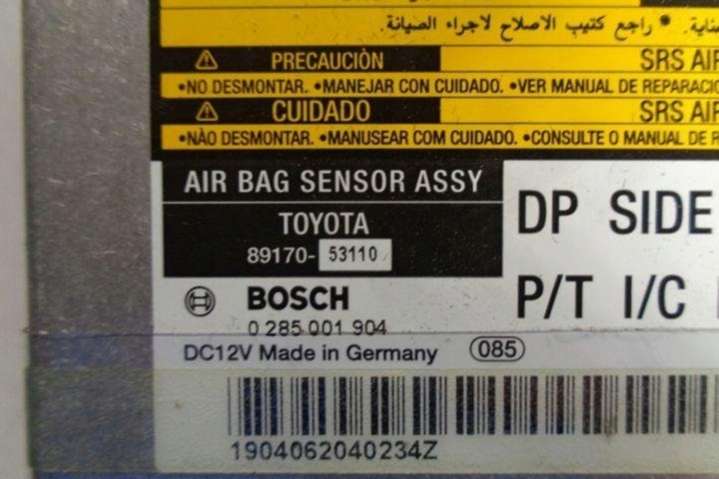 عناية. • راجع كتيب الاصلاح لاجراء الصيانة.
⚠ PRECAUCIÒN SRS AIR
•NO DESMONTAR. •MANEJAR CON CUIDADO. •VER MANUAL DE REPARACIO
⚠ CUIDADO SRS AIR
•NÀO DESMONTAR. •MANUSEAR COM CUIDADO. •CONSULTE O MANUAL DE R
AIR BAG SENSOR ASSY
TOYOTA
89170- 53110
DP SIDE
P/T I/C
BOSCH
0 285 001 904
DC12V Made in Germany 085
1904062040234Z